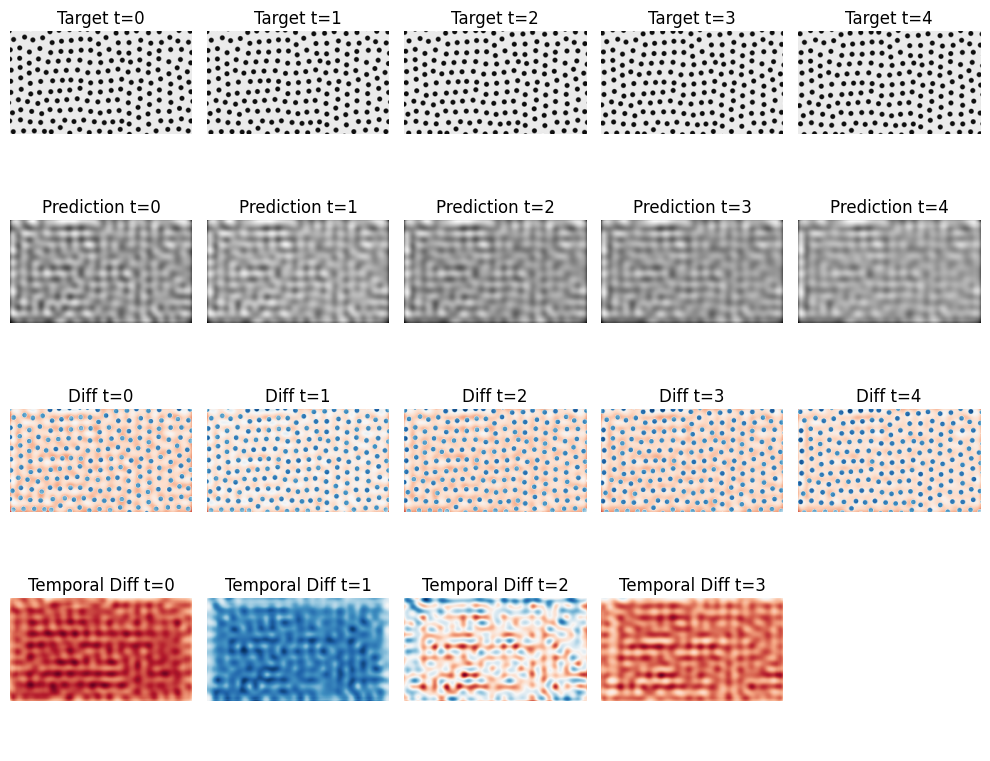 Target t=0 Target t=1 Target t=2 Target t=3 Target t=4
Prediction t=0 Prediction t=1 Prediction t=2 Prediction t=3 Prediction t=4
Diff t=0 Diff t=1 Diff t=2 Diff t=3 Diff t=4
Temporal Diff t=0 Temporal Diff t=1 Temporal Diff t=2 Temporal Diff t=3